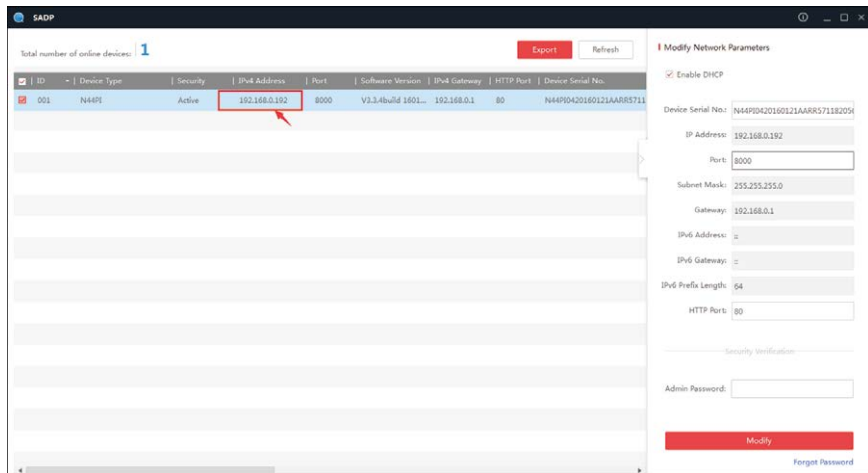 SADP
Total number of online devices: 1
Export
Refresh
ID
Device Type
Security
IPv4 Address
Port
Software Version
IPv4 Gateway
HTTP Port
Device Serial No.
001
N44PI
Active
192.168.0.192
8000
V3.3.4build 1601...
192.168.0.1
80
N44PI0420160121AARR5711
Modify Network Parameters
Enable DHCP
Device Serial No.: N44PI0420160121AARR571182056
IP Address: 192.168.0.192
Port: 8000
Subnet Mask: 255.255.255.0
Gateway: 192.168.0.1
IPv6 Address: ::
IPv6 Gateway: ::
IPv6 Prefix Length: 64
HTTP Port: 80
Security Verification
Admin Password:
Modify
Forgot Password